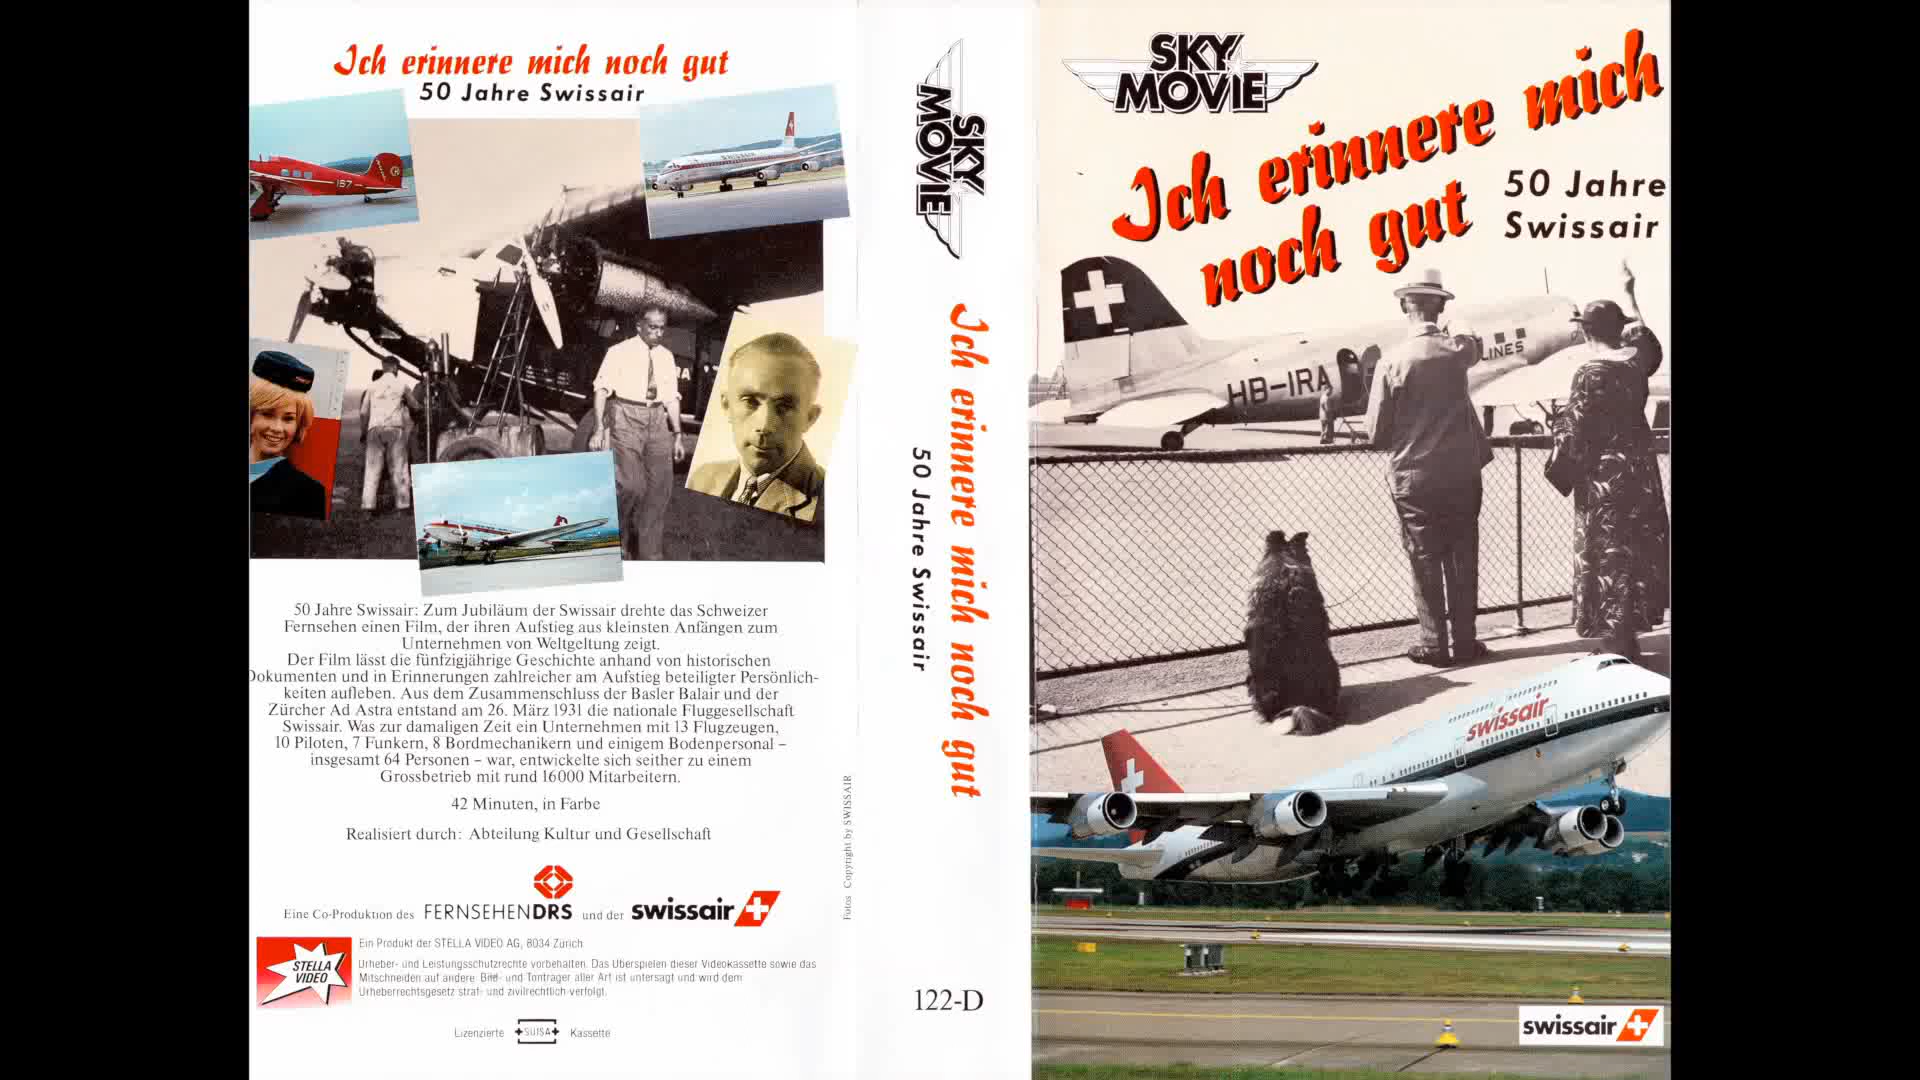 Ich erinnere mich noch gut
50 Jahre Swissair
157
50 Jahre Swissair: Zum Jubiläum der Swissair drehte das Schweizer
Fernsehen einen Film, der ihren Aufstieg aus kleinsten Anfängen zum
Unternehmen von Weltgeltung zeigt.
Der Film lässt die fünfzigjährige Geschichte anhand von historischen
Dokumenten und in Erinnerungen zahlreicher am Aufstieg beteiligter Persönlich-
keiten aufleben. Aus dem Zusammenschluss der Basler Balair und der
Zürcher Ad Astra entstand am 26. März 1931 die nationale Fluggesellschaft
Swissair. Was zur damaligen Zeit ein Unternehmen mit 13 Flugzeugen,
10 Piloten, 7 Funkern, 8 Bordmechanikern und einigem Bodenpersonal –
insgesamt 64 Personen – war, entwickelte sich seither zu einem
Grossbetrieb mit rund 16000 Mitarbeitern.
42 Minuten, in Farbe
Realisiert durch: Abteilung Kultur und Gesellschaft
Eine Co-Produktion des FERNSEHEN DRS und der swissair
STELLA
VIDEO
Ein Produkt der STELLA VIDEO AG, 8034 Zürich
Urheber- und Leistungsschutzrechte vorbehalten. Das Überspielen dieser Videokassette sowie das
Mitschneiden auf andere Bild- und Tonträger aller Art ist untersagt und wird dem
Urheberrechtsgesetz straf- und zivilrechtlich verfolgt.
Lizenzierte SUISA Kassette
Fotos Copyright by SWISSAIR
SKY
MOVIE
Ich erinnere mich noch gut
50 Jahre Swissair
122-D
SKY
MOVIE
Ich erinnere mich
noch gut
50 Jahre
Swissair
HB-IRA
LINES
swissair
swissair